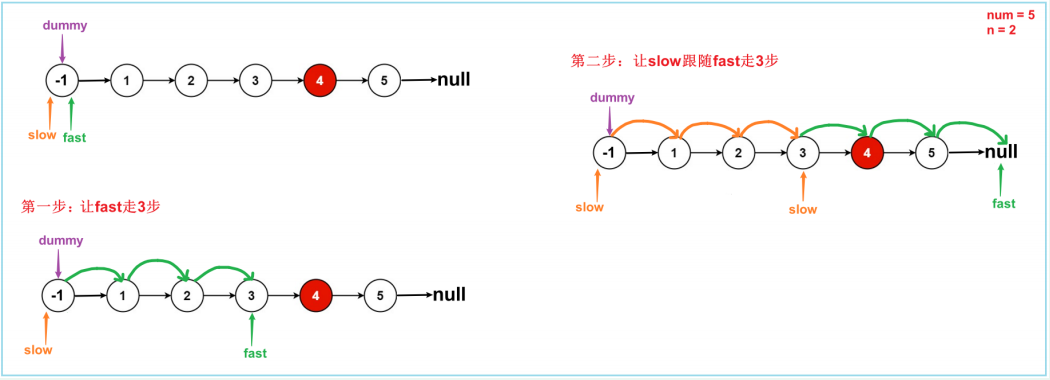 num = 5
n = 2
dummy
-1 1 2 3 4 5 null
slow fast
第一步：让fast走3步
dummy
-1 1 2 3 4 5 null
slow
fast
第二步：让slow跟随fast走3步
dummy
-1 1 2 3 4 5 null
slow slow fast